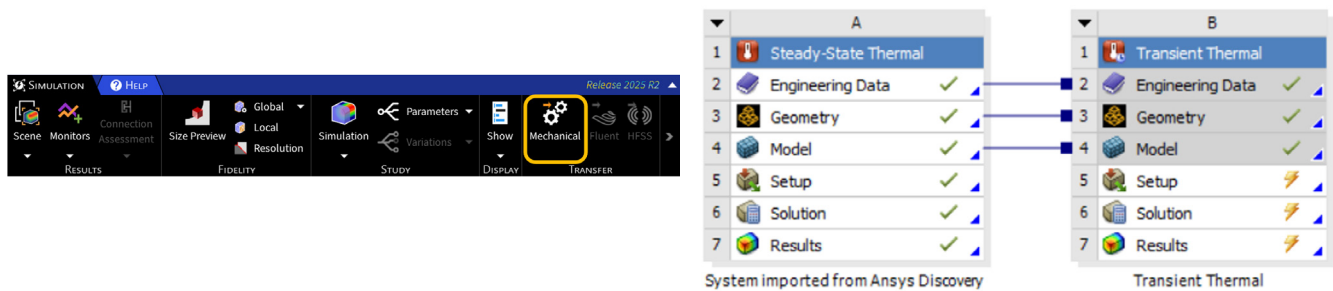 SIMULATION
HELP
Release 2025 R2
Scene
Monitors
Connection
Assessment
RESULTS
Size Preview
Global
Local
Resolution
FIDELITY
Simulation
Parameters
Variations
STUDY
Show
DISPLAY
Mechanical
Fluent
HFSS
TRANSFER
A
1 Steady-State Thermal
2 Engineering Data
3 Geometry
4 Model
5 Setup
6 Solution
7 Results
System imported from Ansys Discovery
B
1 Transient Thermal
2 Engineering Data
3 Geometry
4 Model
5 Setup
6 Solution
7 Results
Transient Thermal